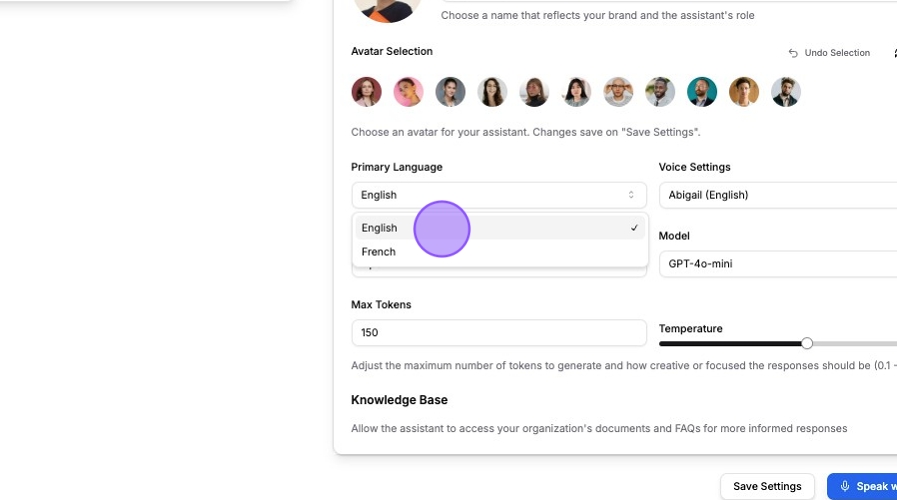 Choose a name that reflects your brand and the assistant's role
Avatar Selection
Undo Selection
Choose an avatar for your assistant. Changes save on "Save Settings".
Primary Language
Voice Settings
English
Abigail (English)
English
Model
French
GPT-4o-mini
Max Tokens
150
Temperature
Adjust the maximum number of tokens to generate and how creative or focused the responses should be (0.1 -
Knowledge Base
Allow the assistant to access your organization's documents and FAQs for more informed responses
Save Settings
Speak w